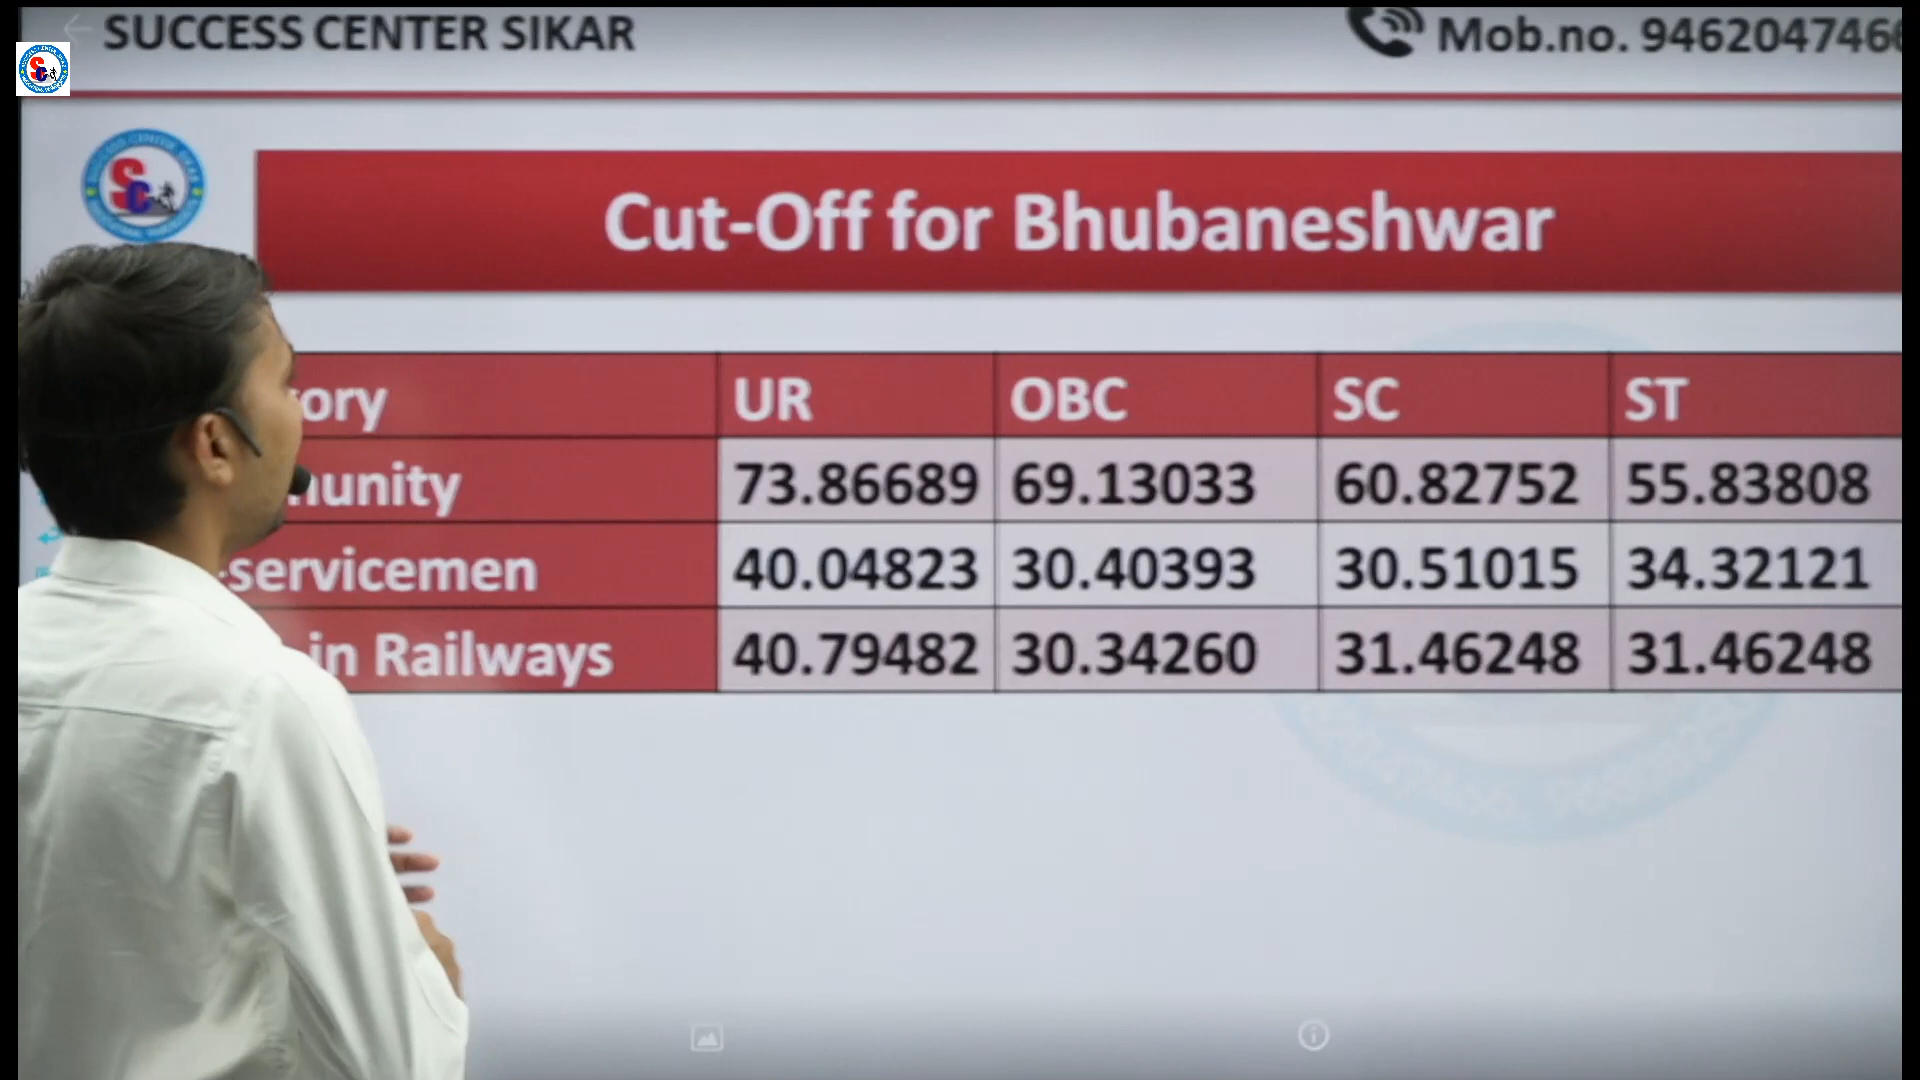 SUCCESS CENTER SIKAR
Mob.no. 946204746
Cut-Off for Bhubaneshwar
ory UR OBC SC ST
unity 73.86689 69.13033 60.82752 55.83808
-servicemen 40.04823 30.40393 30.51015 34.32121
in Railways 40.79482 30.34260 31.46248 31.46248